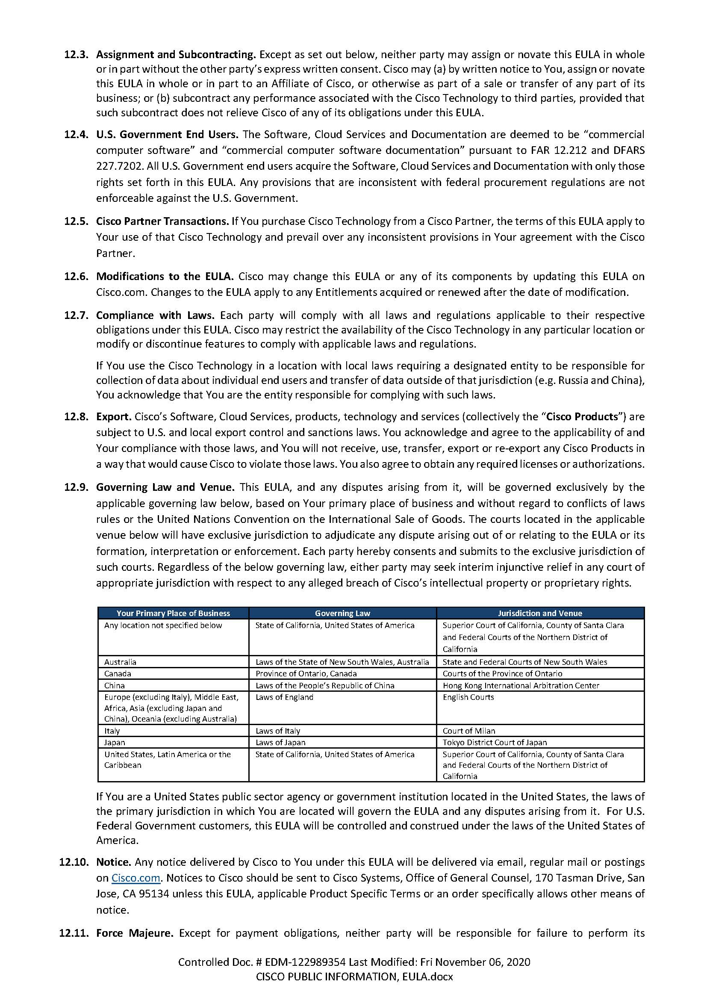 12.3. Assignment and Subcontracting. Except as set out below, neither party may assign or novate this EULA in whole
or in part without the other party’s express written consent. Cisco may (a) by written notice to You, assign or novate
this EULA in whole or in part to an Affiliate of Cisco, or otherwise as part of a sale or transfer of any part of its
business; or (b) subcontract any performance associated with the Cisco Technology to third parties, provided that
such subcontract does not relieve Cisco of any of its obligations under this EULA.
12.4. U.S. Government End Users. The Software, Cloud Services and Documentation are deemed to be “commercial
computer software” and “commercial computer software documentation” pursuant to FAR 12.212 and DFARS
227.7202. All U.S. Government end users acquire the Software, Cloud Services and Documentation with only those
rights set forth in this EULA. Any provisions that are inconsistent with federal procurement regulations are not
enforceable against the U.S. Government.
12.5. Cisco Partner Transactions. If You purchase Cisco Technology from a Cisco Partner, the terms of this EULA apply to
Your use of that Cisco Technology and prevail over any inconsistent provisions in Your agreement with the Cisco
Partner.
12.6. Modifications to the EULA. Cisco may change this EULA or any of its components by updating this EULA on
Cisco.com. Changes to the EULA apply to any Entitlements acquired or renewed after the date of modification.
12.7. Compliance with Laws. Each party will comply with all laws and regulations applicable to their respective
obligations under this EULA. Cisco may restrict the availability of the Cisco Technology in any particular location or
modify or discontinue features to comply with applicable laws and regulations.
If You use the Cisco Technology in a location with local laws requiring a designated entity to be responsible for
collection of data about individual end users and transfer of data outside of that jurisdiction (e.g. Russia and China),
You acknowledge that You are the entity responsible for complying with such laws.
12.8. Export. Cisco’s Software, Cloud Services, products, technology and services (collectively the “Cisco Products”) are
subject to U.S. and local export control and sanctions laws. You acknowledge and agree to the applicability of and
Your compliance with those laws, and You will not receive, use, transfer, export or re-export any Cisco Products in
a way that would cause Cisco to violate those laws. You also agree to obtain any required licenses or authorizations.
12.9. Governing Law and Venue. This EULA, and any disputes arising from it, will be governed exclusively by the
applicable governing law below, based on Your primary place of business and without regard to conflicts of laws
rules or the United Nations Convention on the International Sale of Goods. The courts located in the applicable
venue below will have exclusive jurisdiction to adjudicate any dispute arising out of or relating to the EULA or its
formation, interpretation or enforcement. Each party hereby consents and submits to the exclusive jurisdiction of
such courts. Regardless of the below governing law, either party may seek interim injunctive relief in any court of
appropriate jurisdiction with respect to any alleged breach of Cisco’s intellectual property or proprietary rights.
Your Primary Place of Business Governing Law Jurisdiction and Venue
Any location not specified below State of California, United States of America Superior Court of California, County of Santa Clara
and Federal Courts of the Northern District of
California
Australia Laws of the State of New South Wales, Australia State and Federal Courts of New South Wales
Canada Province of Ontario, Canada Courts of the Province of Ontario
China Laws of the People’s Republic of China Hong Kong International Arbitration Center
Europe (excluding Italy), Middle East, Laws of England English Courts
Africa, Asia (excluding Japan and
China), Oceania (excluding Australia)
Italy Laws of Italy Court of Milan
Japan Laws of Japan Tokyo District Court of Japan
United States, Latin America or the State of California, United States of America Superior Court of California, County of Santa Clara
Caribbean and Federal Courts of the Northern District of
California
If You are a United States public sector agency or government institution located in the United States, the laws of
the primary jurisdiction in which You are located will govern the EULA and any disputes arising from it. For U.S.
Federal Government customers, this EULA will be controlled and construed under the laws of the United States of
America.
12.10. Notice. Any notice delivered by Cisco to You under this EULA will be delivered via email, regular mail or postings
on Cisco.com. Notices to Cisco should be sent to Cisco Systems, Office of General Counsel, 170 Tasman Drive, San
Jose, CA 95134 unless this EULA, applicable Product Specific Terms or an order specifically allows other means of
notice.
12.11. Force Majeure. Except for payment obligations, neither party will be responsible for failure to perform its
Controlled Doc. # EDM-122989354 Last Modified: Fri November 06, 2020
CISCO PUBLIC INFORMATION, EULA.docx